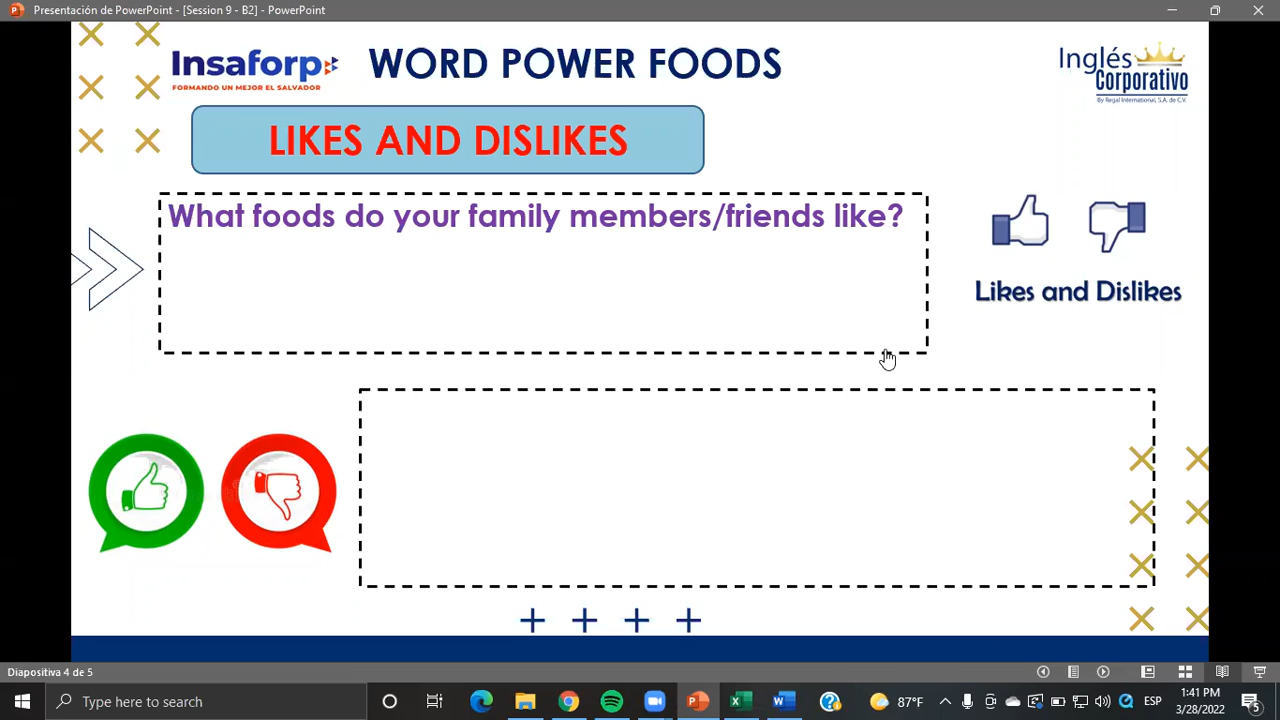 Presentación de PowerPoint - [Session 9 - B2] - PowerPoint
Insaforp
FORMANDO UN MEJOR EL SALVADOR
WORD POWER FOODS
Inglés
Corporativo
By Regal International, S.A. de C.V.
LIKES AND DISLIKES
What foods do your family members/friends like?
Likes and Dislikes
Diapositiva 4 de 5
Type here to search
87°F
ESP
1:41 PM
3/28/2022
5